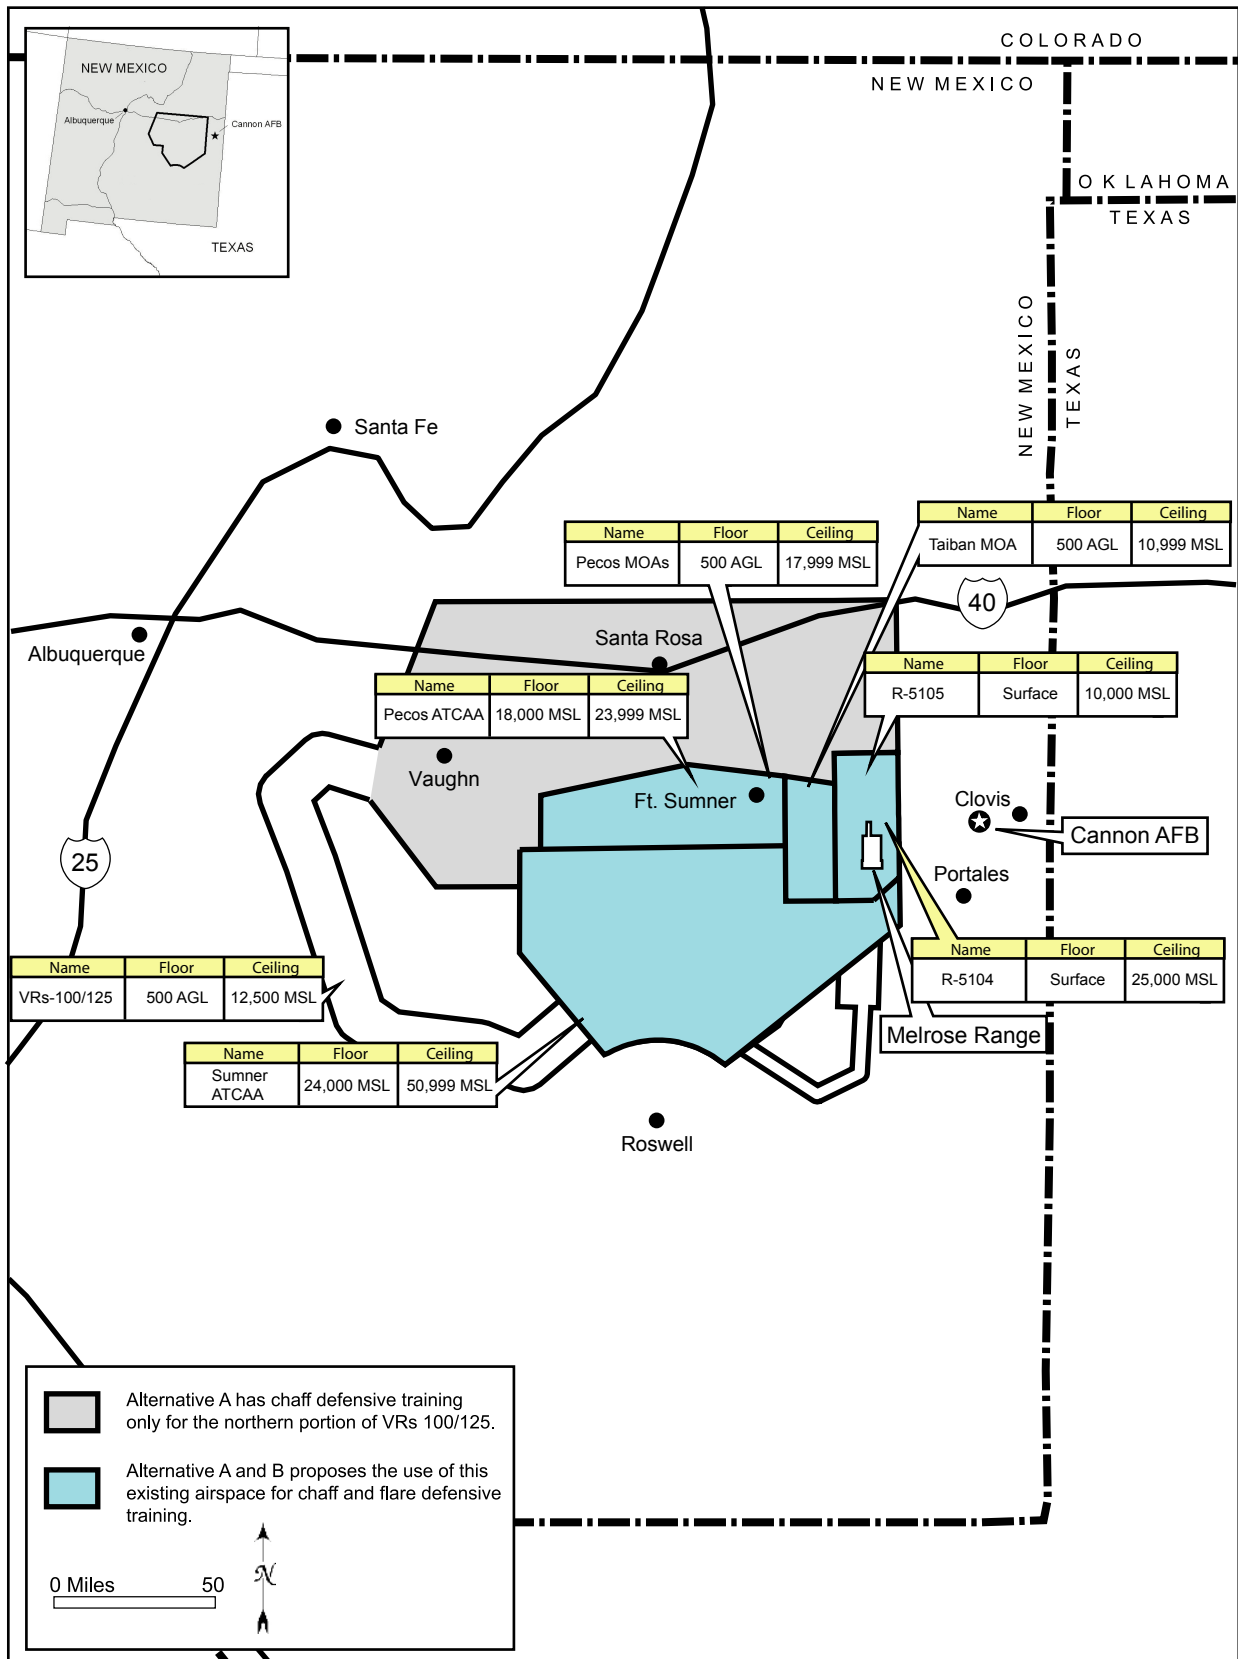 COLORADO
NEW MEXICO
NEW MEXICO
Albuquerque
Cannon AFB
TEXAS
OKLAHOMA
TEXAS
NEW MEXICO
TEXAS
Santa Fe
Name Floor Ceiling
Taiban MOA 500 AGL 10,999 MSL
Name Floor Ceiling
Pecos MOAs 500 AGL 17,999 MSL
40
Albuquerque
Santa Rosa
Name Floor Ceiling
R-5105 Surface 10,000 MSL
Name Floor Ceiling
Pecos ATCAA 18,000 MSL 23,999 MSL
Vaughn
Ft. Sumner
Clovis
Cannon AFB
25
Portales
Name Floor Ceiling
R-5104 Surface 25,000 MSL
Name Floor Ceiling
VRs-100/125 500 AGL 12,500 MSL
Melrose Range
Name Floor Ceiling
Sumner
ATCAA 24,000 MSL 50,999 MSL
Roswell
Alternative A has chaff defensive training
only for the northern portion of VRs 100/125.
Alternative A and B proposes the use of this
existing airspace for chaff and flare defensive
training.
N
0 Miles 50